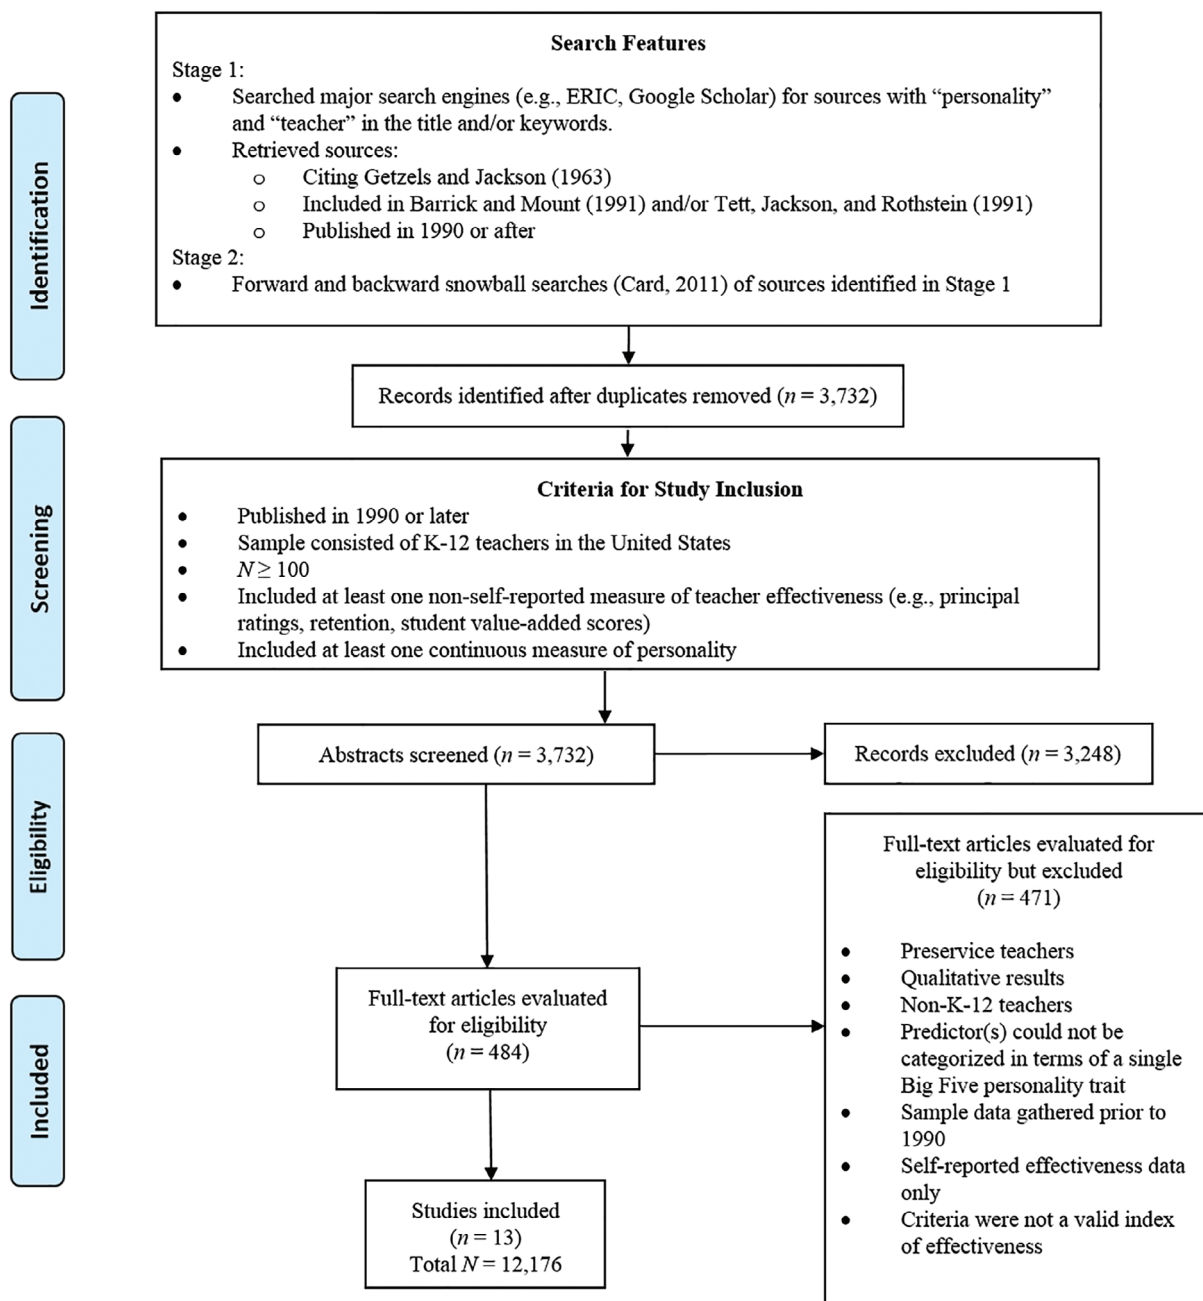 Identification
Search Features
Stage 1:
• Searched major search engines (e.g., ERIC, Google Scholar) for sources with “personality”
and “teacher” in the title and/or keywords.
• Retrieved sources:
o Citing Getzels and Jackson (1963)
o Included in Barrick and Mount (1991) and/or Tett, Jackson, and Rothstein (1991)
o Published in 1990 or after
Stage 2:
• Forward and backward snowball searches (Card, 2011) of sources identified in Stage 1
Records identified after duplicates removed (n = 3,732)
Screening
Criteria for Study Inclusion
• Published in 1990 or later
• Sample consisted of K-12 teachers in the United States
• N ≥ 100
• Included at least one non-self-reported measure of teacher effectiveness (e.g., principal
ratings, retention, student value-added scores)
• Included at least one continuous measure of personality
Eligibility
Abstracts screened (n = 3,732)
Records excluded (n = 3,248)
Full-text articles evaluated
for eligibility
(n = 484)
Full-text articles evaluated for
eligibility but excluded
(n = 471)
• Preservice teachers
• Qualitative results
• Non-K-12 teachers
• Predictor(s) could not be
categorized in terms of a single
Big Five personality trait
• Sample data gathered prior to
1990
• Self-reported effectiveness data
only
• Criteria were not a valid index
of effectiveness
Included
Studies included
(n = 13)
Total N = 12,176